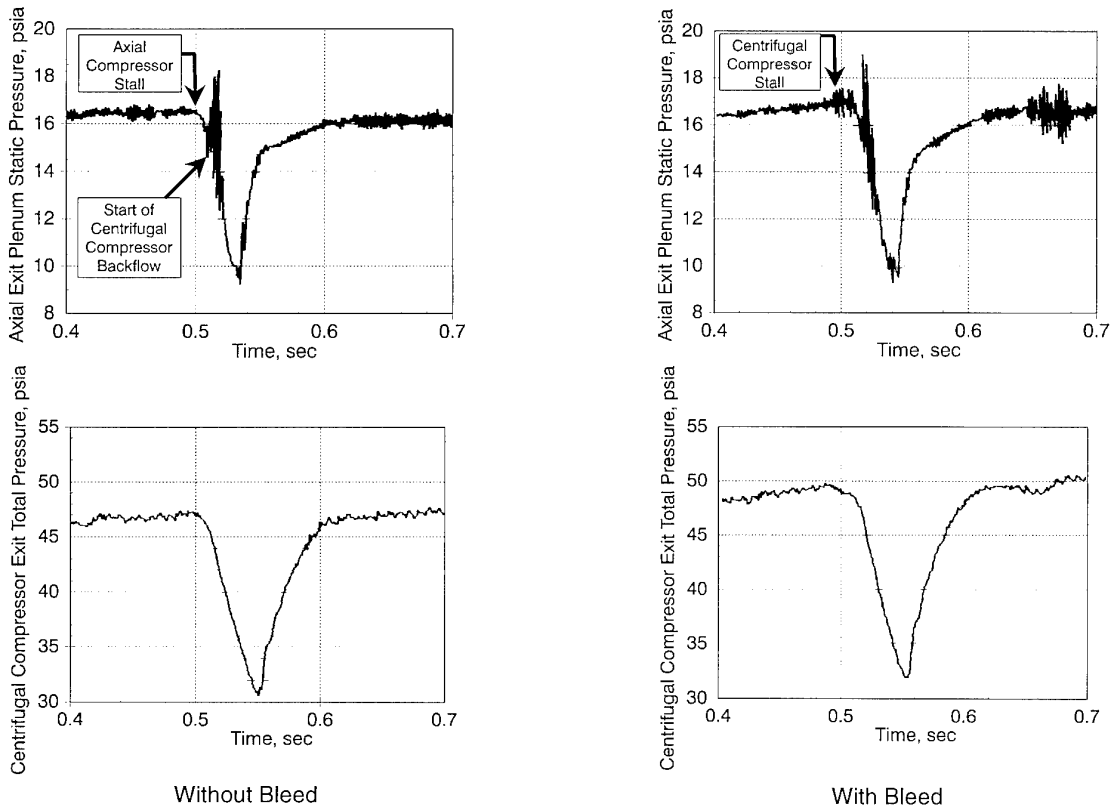 Axial Exit Plenum Static Pressure, psia
20
18
16
14
12
10
8
Axial
Compressor
Stall
Start of
Centrifugal
Compressor
Backflow
0.4
0.5
0.6
0.7
Time, sec
Axial Exit Plenum Static Pressure, psia
20
18
16
14
12
10
8
Centrifugal
Compressor
Stall
0.4
0.5
0.6
0.7
Time, sec
Centrifugal Compressor Exit Total Pressure, psia
55
50
45
40
35
30
0.4
0.5
0.6
0.7
Time, sec
Without Bleed
Centrifugal Compressor Exit Total Pressure, psia
55
50
45
40
35
30
0.4
0.5
0.6
0.7
Time, sec
With Bleed